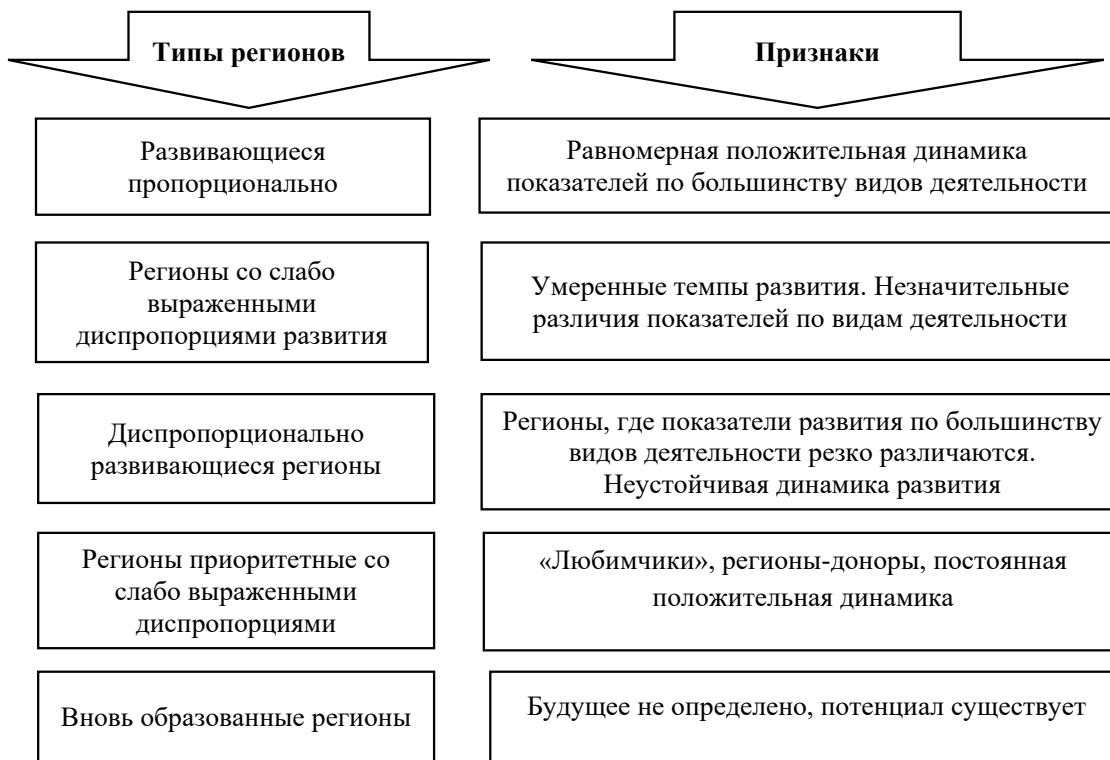 Типы регионов
Признаки
Развивающиеся
пропорционально
Равномерная положительная динамика
показателей по большинству видов деятельности
Регионы со слабо
выраженными
диспропорциями развития
Умеренные темпы развития. Незначительные
различия показателей по видам деятельности
Диспропорционально
развивающиеся регионы
Регионы, где показатели развития по большинству
видов деятельности резко различаются.
Неустойчивая динамика развития
Регионы приоритетные со
слабо выраженными
диспропорциями
«Любимчики», регионы-доноры, постоянная
положительная динамика
Вновь образованные регионы
Будущее не определено, потенциал существует